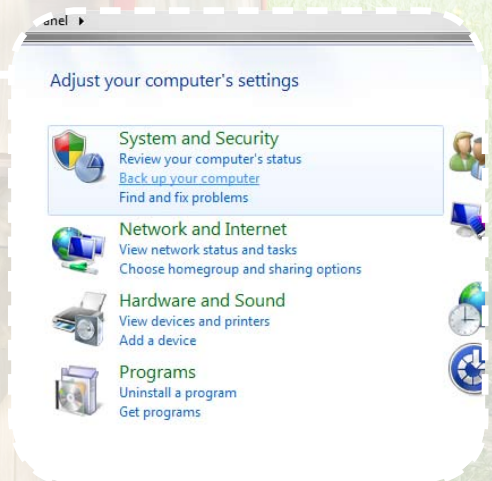 anel
Adjust your computer's settings
System and Security
Review your computer's status
Back up your computer
Find and fix problems
Network and Internet
View network status and tasks
Choose homegroup and sharing options
Hardware and Sound
View devices and printers
Add a device
Programs
Uninstall a program
Get programs